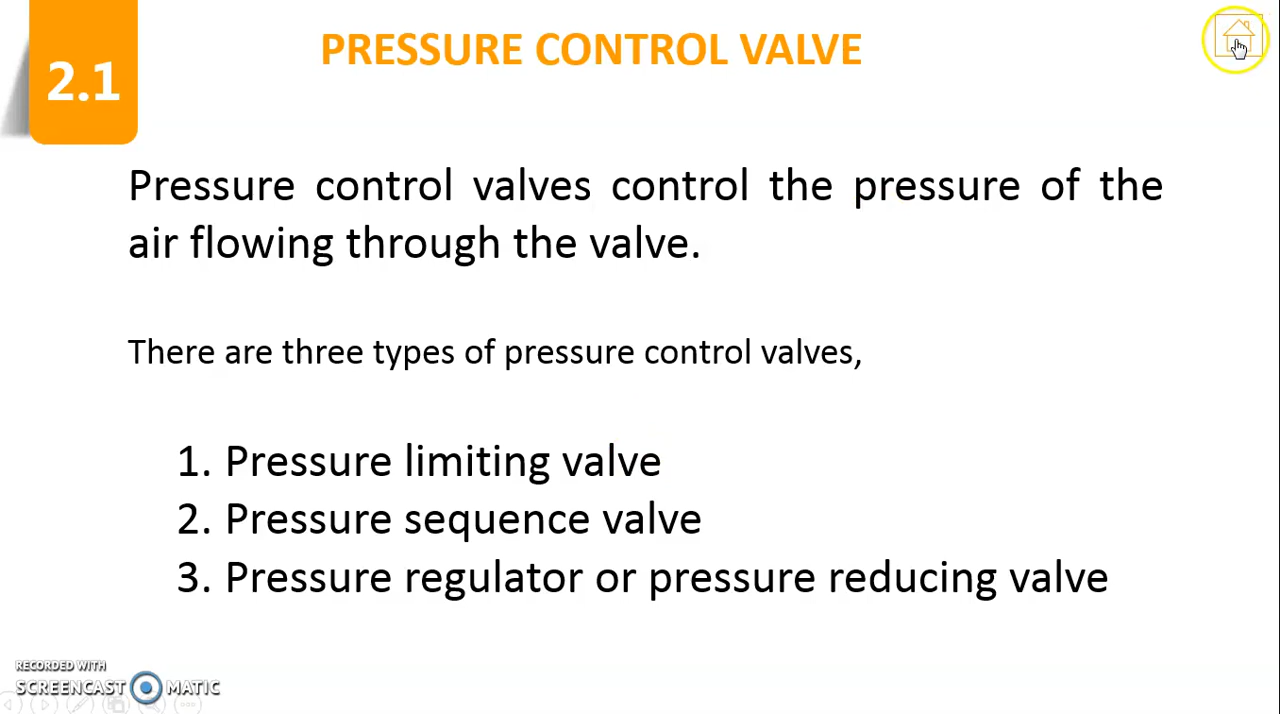 2.1
PRESSURE CONTROL VALVE
Pressure control valves control the pressure of the
air flowing through the valve.
There are three types of pressure control valves,
1. Pressure limiting valve
2. Pressure sequence valve
3. Pressure regulator or pressure reducing valve
RECORDED WITH
SCREENCAST MATIC